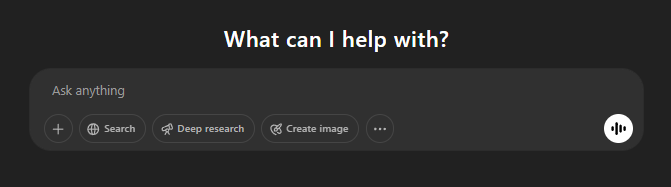 What can I help with?
Ask anything
Search Deep research Create image